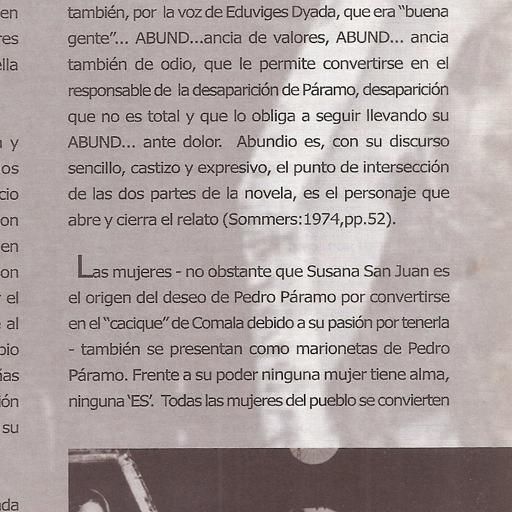 en
res
ella
n y
os
cio
on
en
on
r el
al
pio
ñas
ión
su
da
también, por la voz de Eduviges Dyada, que era “buena
gente”... ABUND...ancia de valores, ABUND... ancia
también de odio, que le permite convertirse en el
responsable de la desaparición de Páramo, desaparición
que no es total y que lo obliga a seguir llevando su
ABUND... ante dolor. Abundio es, con su discurso
sencillo, castizo y expresivo, el punto de intersección
de las dos partes de la novela, es el personaje que
abre y cierra el relato (Sommers:1974,pp.52).
Las mujeres - no obstante que Susana San Juan es
el origen del deseo de Pedro Páramo por convertirse
en el “cacique” de Comala debido a su pasión por tenerla
- también se presentan como marionetas de Pedro
Páramo. Frente a su poder ninguna mujer tiene alma,
ninguna ‘ES’. Todas las mujeres del pueblo se convierten